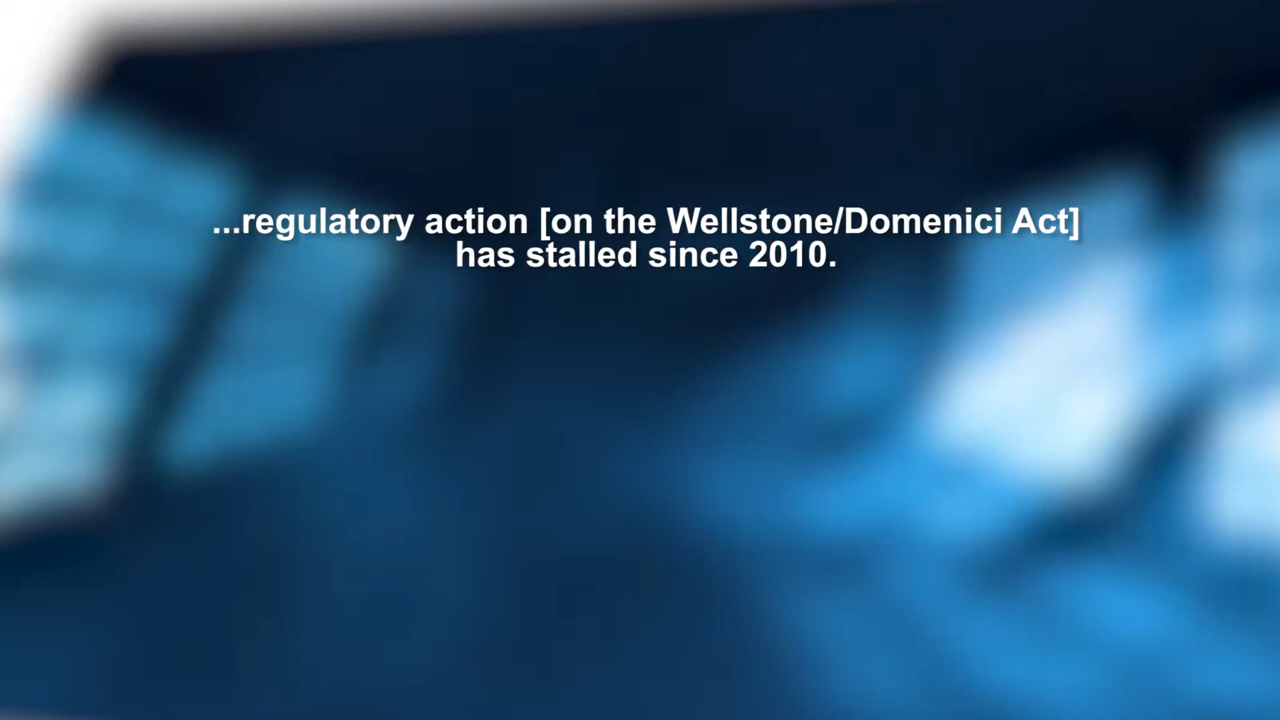 ...regulatory action [on the Wellstone/Domenici Act]
has stalled since 2010.